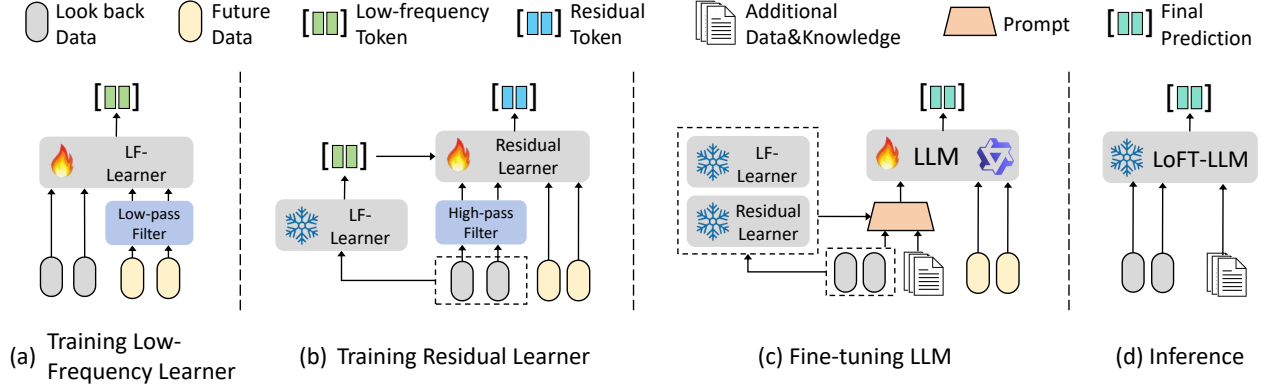 Look back
Data
Future
Data
[ ] Low-frequency
Token
[ ] Residual
Token
Additional
Data&Knowledge
Prompt
[ ] Final
Prediction
[ ]
LF-
Learner
Low-pass
Filter
(a) Training Low-
Frequency Learner
[ ]
[ ]
Residual
Learner
LF-
Learner
High-pass
Filter
(b) Training Residual Learner
[ ]
LF-Learner
Residual
Learner
LLM
(c) Fine-tuning LLM
[ ]
LoFT-LLM
(d) Inference